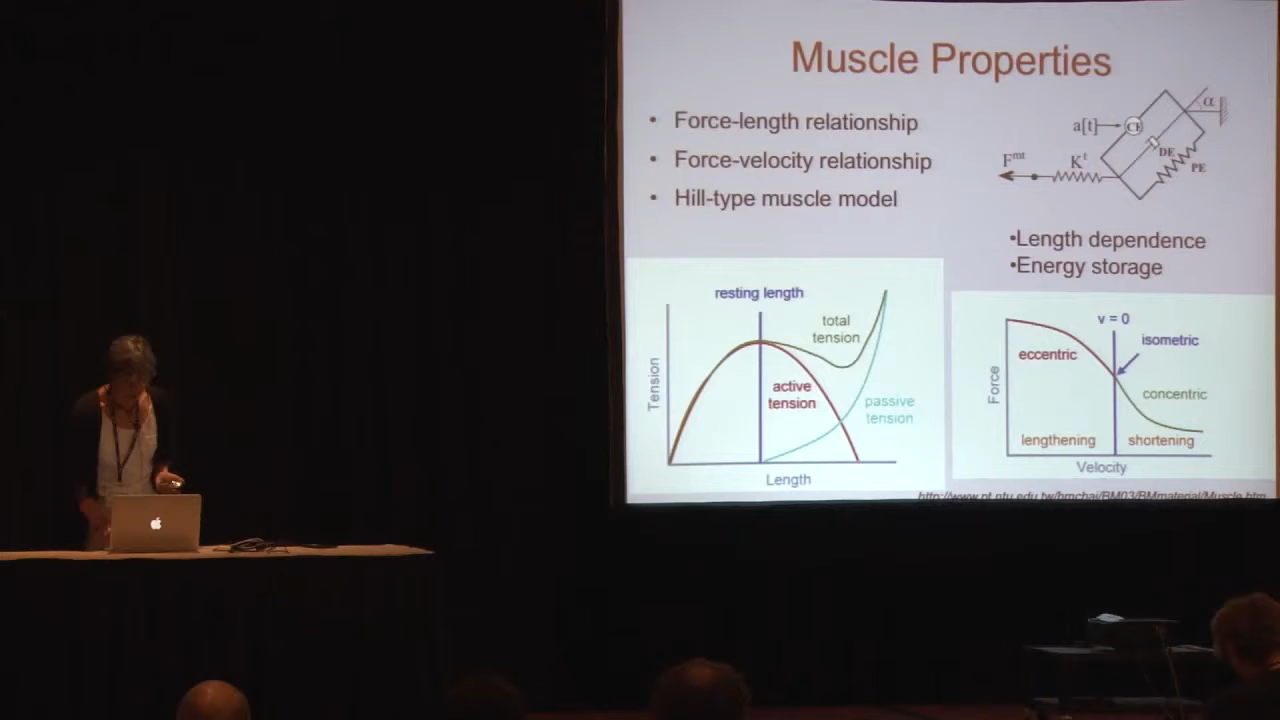 Muscle Properties
• Force-length relationship
• Force-velocity relationship
• Hill-type muscle model
α
a[t]
CE
DE
PE
F^mt
K^t
•Length dependence
•Energy storage
resting length
total
tension
active
tension
passive
tension
Tension
Length
v = 0
isometric
eccentric
concentric
Force
lengthening
shortening
Velocity